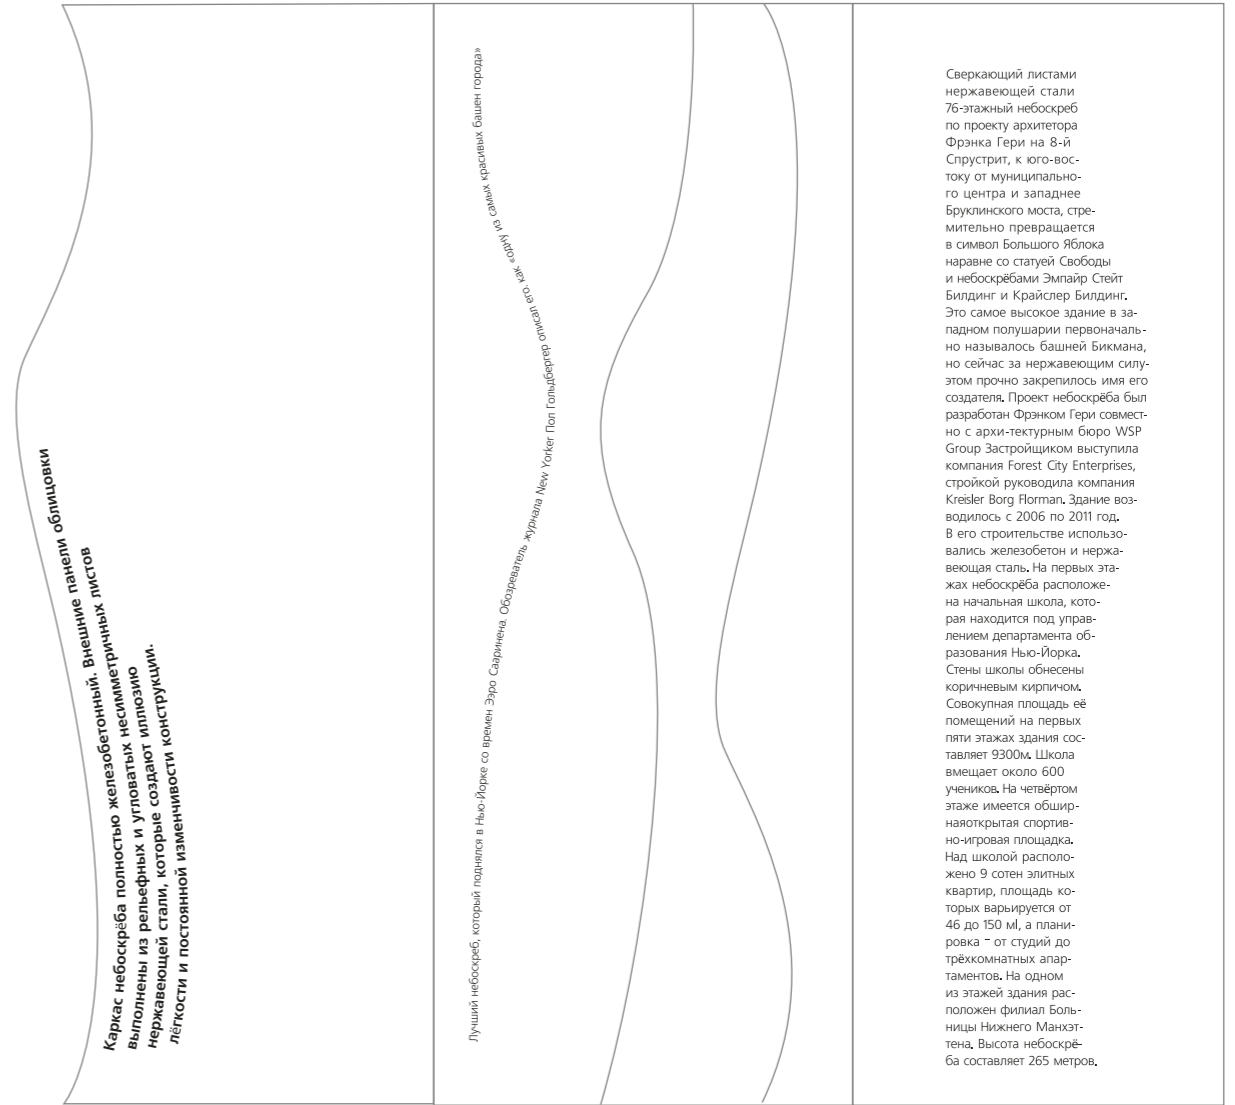 Каркас небоскрёба полностью железобетонный. Внешние панели облицовки
выполнены из рельефных и угловатых несимметричных листов
нержавеющей стали, которые создают иллюзию
лёгкости и постоянной изменчивости конструкции.
Лучший небоскреб, который поднялся в Нью-Йорке со времен Ээро Сааринена. Обозреватель журнала New Yorker Пол Гольдбергер описал его, как «одну из самых красивых башен города»
Сверкающий листами
нержавеющей стали
76-этажный небоскреб
по проекту архитетора
Фрэнка Гери на 8-й
Спрустрит, к юго-вос-
току от муниципально-
го центра и западнее
Бруклинского моста, стре-
мительно превращается
в символ Большого Яблока
наравне со статуей Свободы
и небоскрёбами Эмпайр Стейт
Билдинг и Крайслер Билдинг.
Это самое высокое здание в за-
падном полушарии первоначаль-
но называлось башней Бикмана,
но сейчас за нержавеющим силу-
этом прочно закрепилось имя его
создателя. Проект небоскрёба был
разработан Фрэнком Гери совмест-
но с архи-тектурным бюро WSP
Group Застройщиком выступила
компания Forest City Enterprises,
стройкой руководила компания
Kreisler Borg Florman. Здание воз-
водилось с 2006 по 2011 год.
В его строительстве использо-
вались железобетон и нержа-
веющая сталь. На первых эта-
жах небоскрёба расположе-
на начальная школа, кото-
рая находится под управ-
лением департамента об-
разования Нью-Йорка.
Стены школы обнесены
коричневым кирпичом.
Совокупная площадь её
помещений на первых
пяти этажах здания сос-
тавляет 9300м. Школа
вмещает около 600
учеников. На четвёртом
этаже имеется обшир-
наяоткрытая спортив-
но-игровая площадка.
Над школой располо-
жено 9 сотен элитных
квартир, площадь ко-
торых варьируется от
46 до 150 мl, а плани-
ровка – от студий до
трёхкомнатных апар-
таментов. На одном
из этажей здания рас-
положен филиал Боль-
ницы Нижнего Манхэт-
тена. Высота небоскрё-
ба составляет 265 метров.